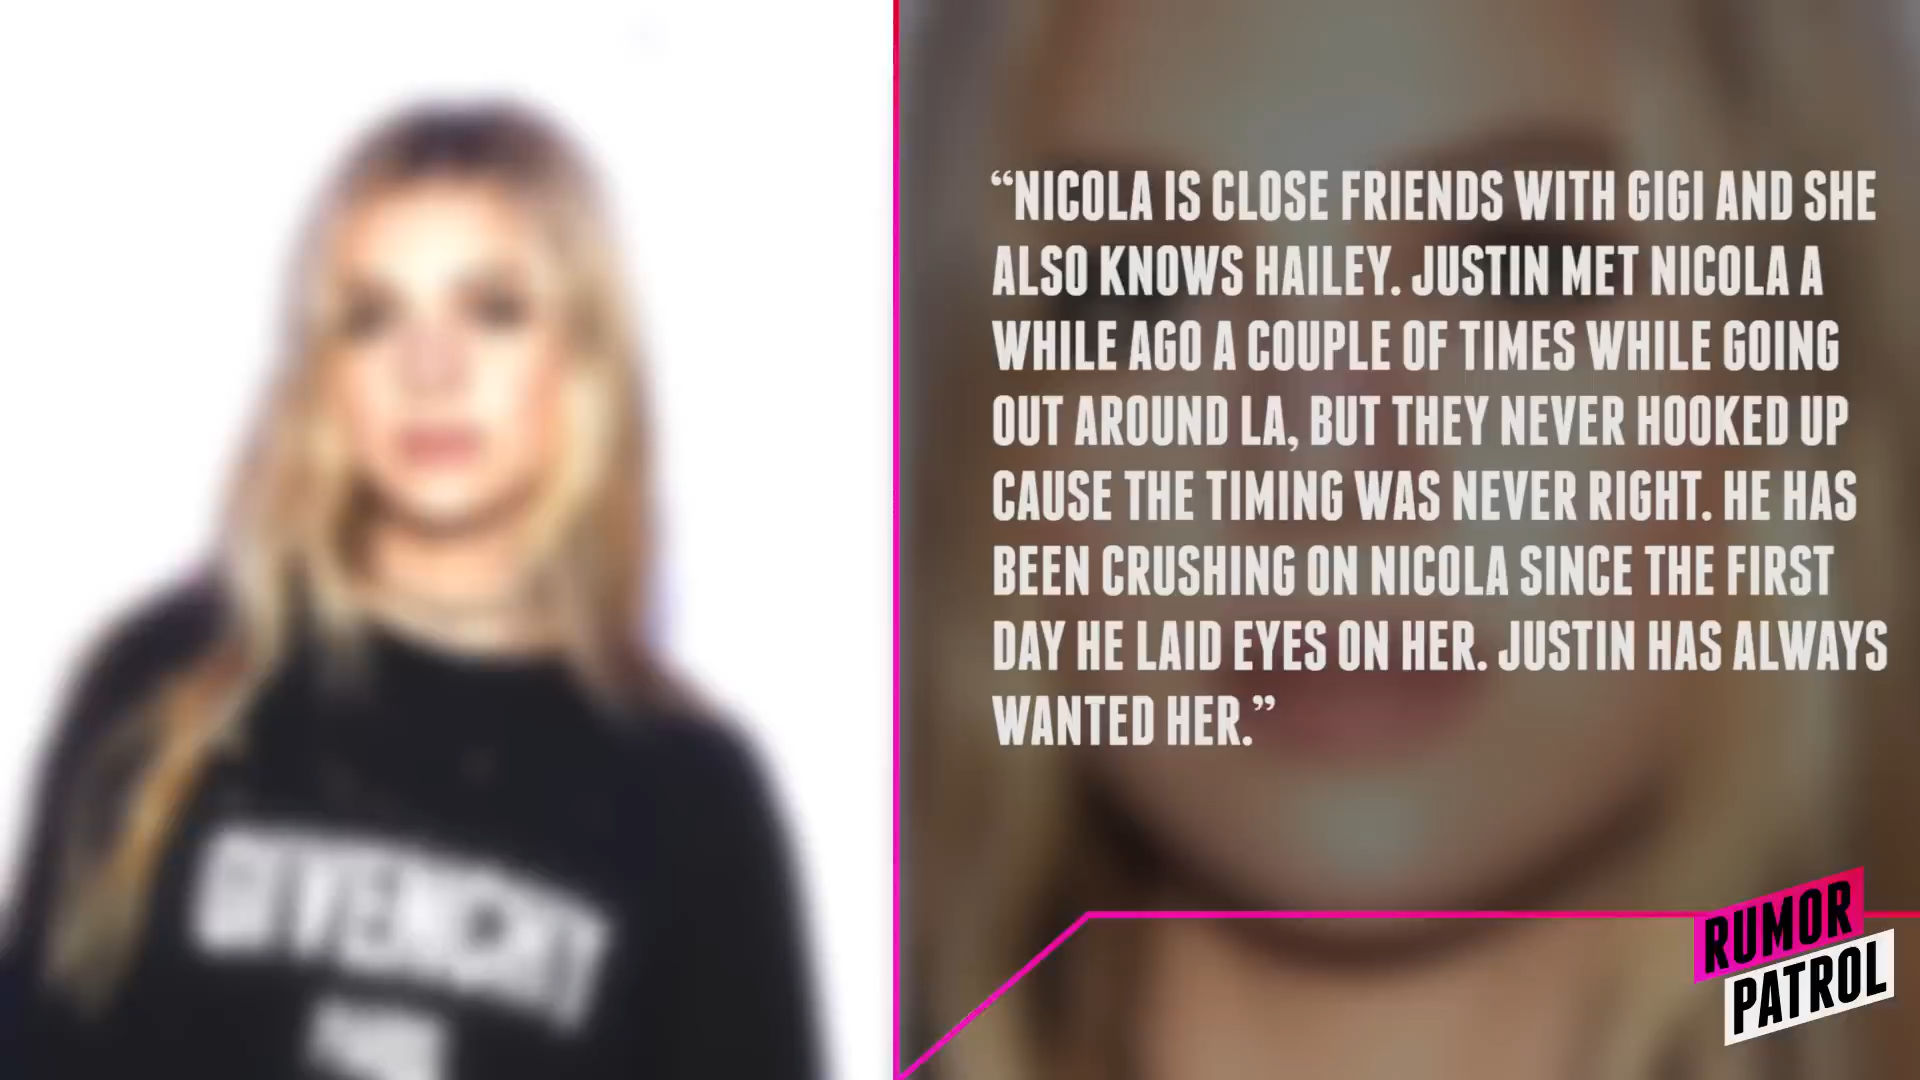 “NICOLA IS CLOSE FRIENDS WITH GIGI AND SHE
ALSO KNOWS HAILEY. JUSTIN MET NICOLA A
WHILE AGO A COUPLE OF TIMES WHILE GOING
OUT AROUND LA, BUT THEY NEVER HOOKED UP
CAUSE THE TIMING WAS NEVER RIGHT. HE HAS
BEEN CRUSHING ON NICOLA SINCE THE FIRST
DAY HE LAID EYES ON HER. JUSTIN HAS ALWAYS
WANTED HER.”
GIVENCHY
RUMOR
PATROL